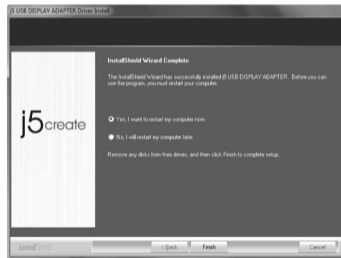 j5 USB DISPLAY ADAPTER Driver Install
InstallShield Wizard Complete
The InstallShield Wizard has successfully installed j5 USB DISPLAY ADAPTER. Before you can
use the program, you must restart your computer.
j5create
Yes, I want to restart my computer now.
No, I will restart my computer later.
Remove any disks from their drives, and then click Finish to complete setup.
InstallShield
< Back
Finish
Cancel